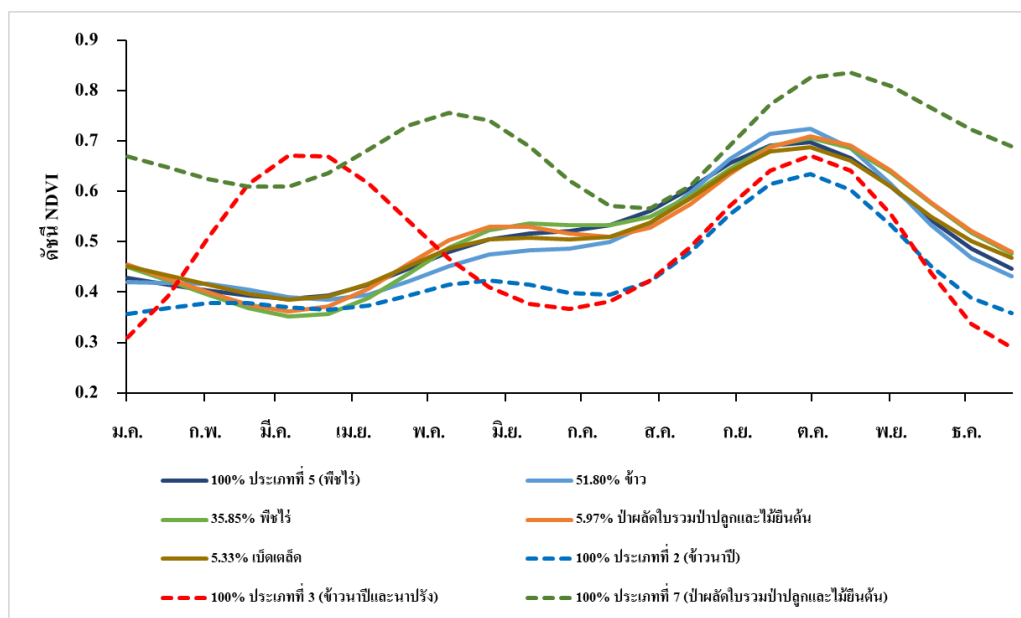 0.9
0.8
0.7
0.6
0.5
0.4
0.3
0.2
ดัชนี NDVI
ม.ค. ก.พ. มี.ค. เม.ย. พ.ค. มิ.ย. ก.ค. ส.ค. ก.ย. ต.ค. พ.ย. ธ.ค.
100% ประเภทที่ 5 (พืชไร่) 51.80% ข้าว
35.85% พืชไร่ 5.97% ป่าผลัดใบรวมป่าปลูกและไม้ยืนต้น
5.33% เบ็ดเตล็ด 100% ประเภทที่ 2 (ข้าวนาปี)
100% ประเภทที่ 3 (ข้าวนาปีและนาปรัง) 100% ประเภทที่ 7 (ป่าผลัดใบรวมป่าปลูกและไม้ยืนต้น)